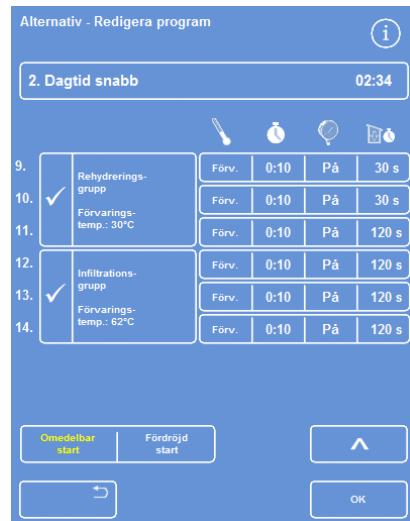 Alternativ - Redigera program
i
2. Dagtid snabb 02:34
9. Förv. 0:10 På 30 s
Rehydrerings-
grupp
10. Förv. 0:10 På 30 s
Förvarings-
temp.: 30°C
11. Förv. 0:10 På 120 s
12. Förv. 0:10 På 120 s
Infiltrations-
grupp
13. Förv. 0:10 På 120 s
Förvarings-
temp.: 62°C
14. Förv. 0:10 På 120 s
Omedelbar
start
Fördröjd
start
OK